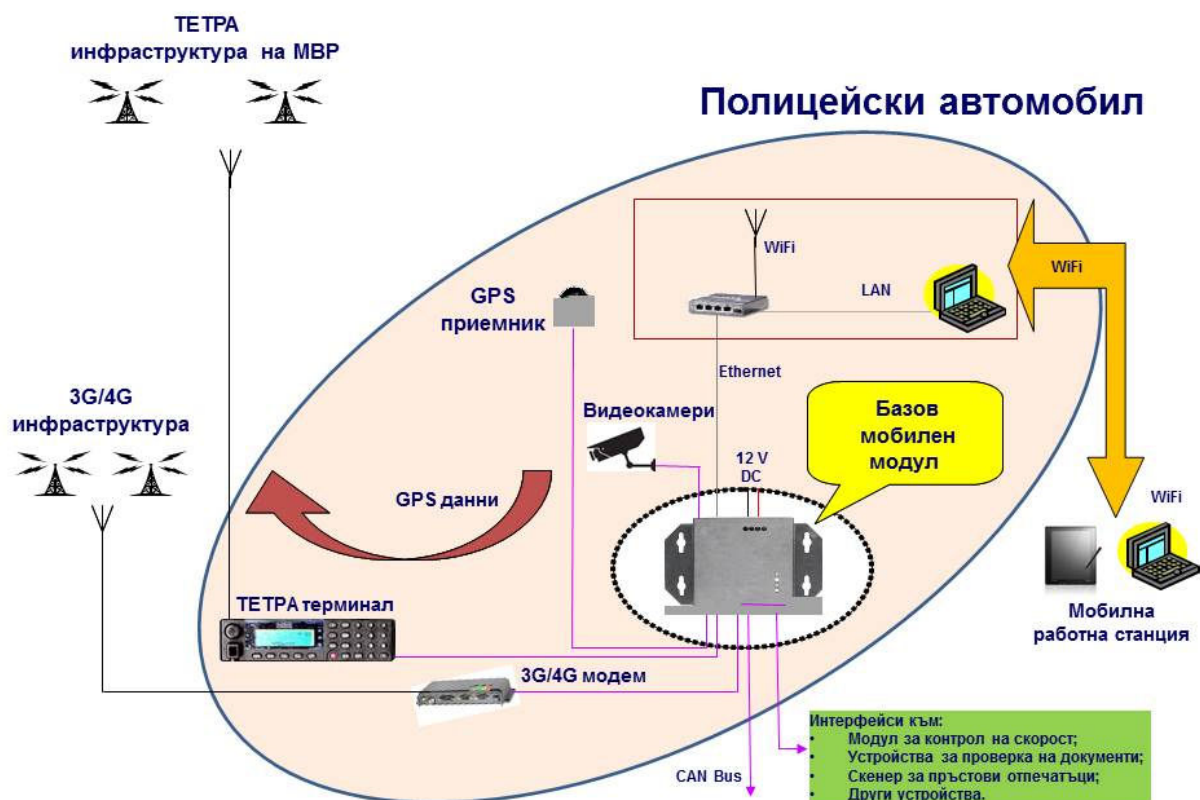 ТЕТРА
инфраструктура на МВР
Полицейски автомобил
WiFi
WiFi
LAN
GPS
приемник
Ethernet
3G/4G
инфраструктура
Видеокамери
Базов
мобилен
модул
12 V
DC
GPS данни
WiFi
ТЕТРА терминал
Мобилна
работна станция
3G/4G модем
Интерфейси към:
• Модул за контрол на скорост;
• Устройства за проверка на документи;
• Скенер за пръстови отпечатъци;
• Други устройства.
CAN Bus